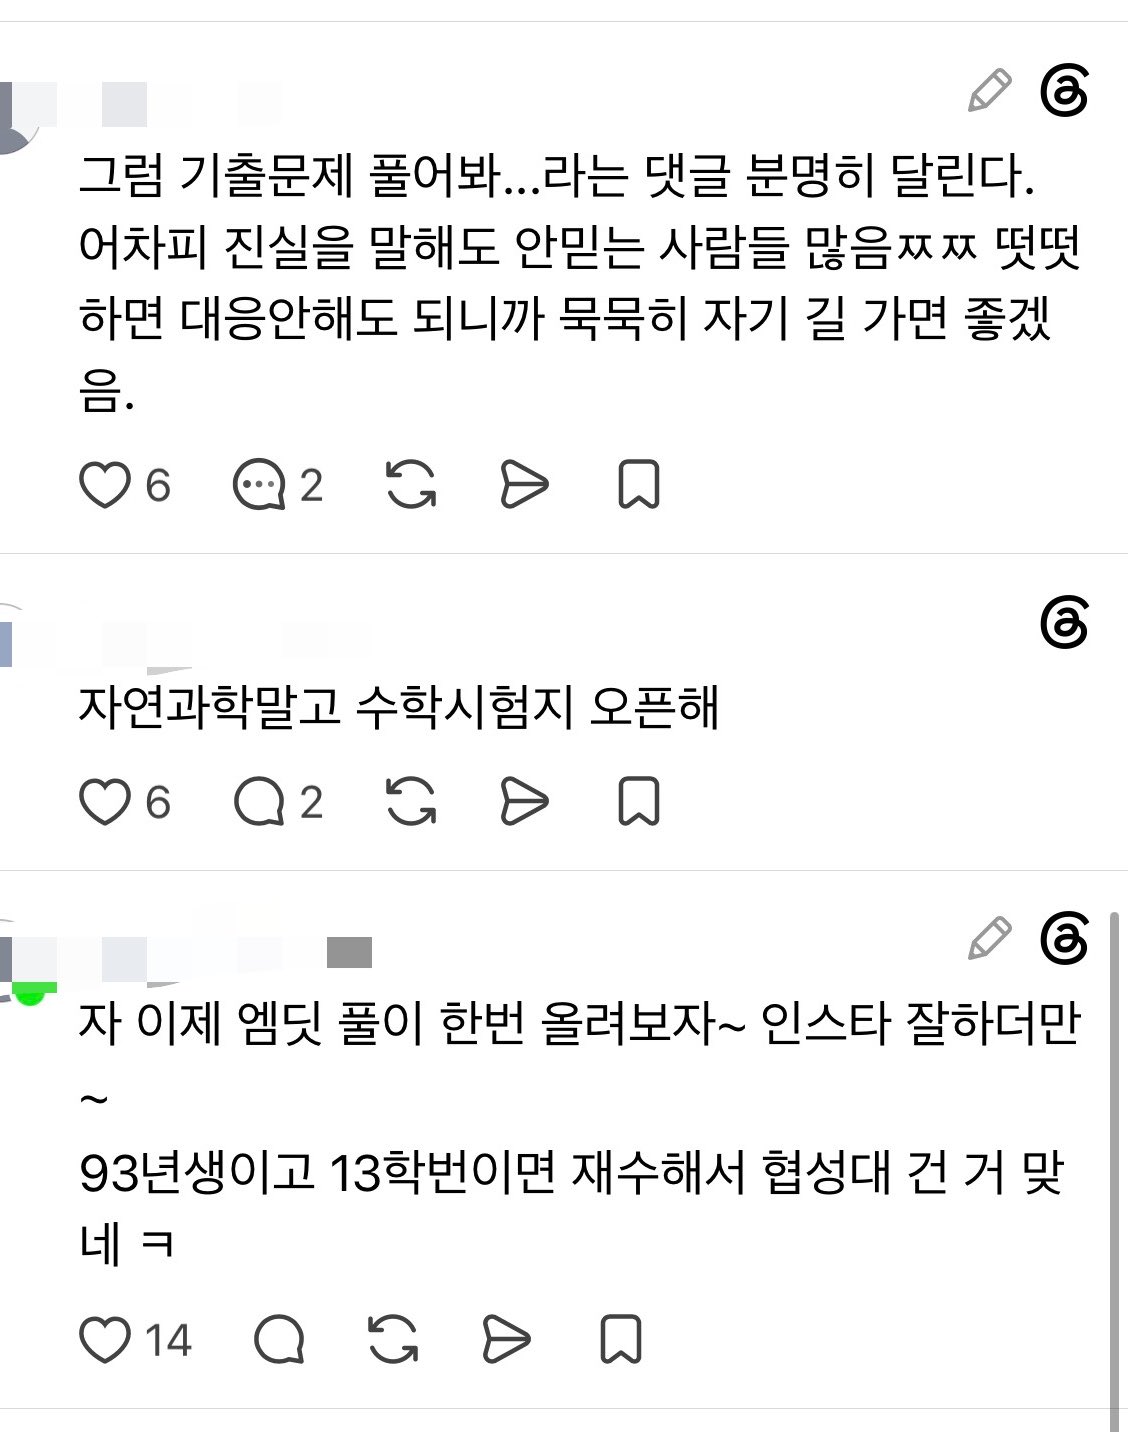 그럼 기출문제 풀어봐...라는 댓글 분명히 달린다.
어차피 진실을 말해도 안믿는 사람들 많음ㅉㅉ 떳떳
하면 대응안해도 되니까 묵묵히 자기 길 가면 좋겠
음.
6 2
자연과학말고 수학시험지 오픈해
6 2
자 이제 엠딧 풀이 한번 올려보자~ 인스타 잘하더만
~
93년생이고 13학번이면 재수해서 협성대 건 거 맞
네 ㅋ
14